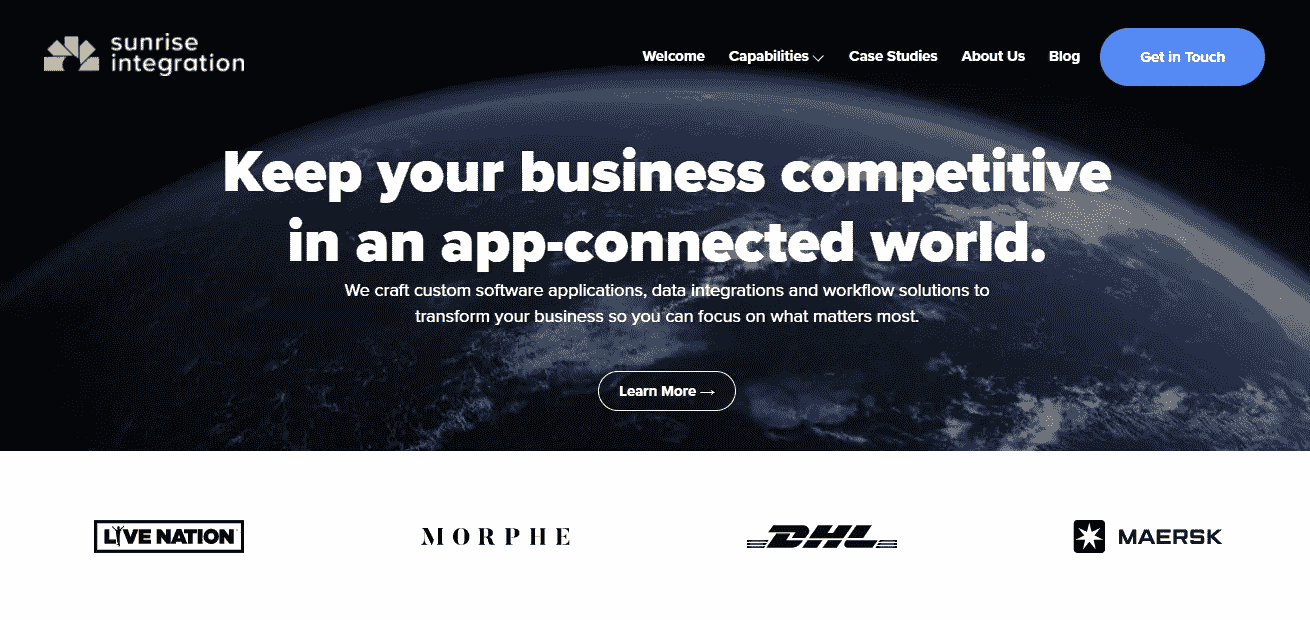 sunrise
integration
Welcome
Capabilities
Case Studies
About Us
Blog
Get in Touch
Keep your business competitive
in an app-connected world.
We craft custom software applications, data integrations and workflow solutions to
transform your business so you can focus on what matters most.
Learn More →
LIVE NATION
MORPHE
DHL
MAERSK